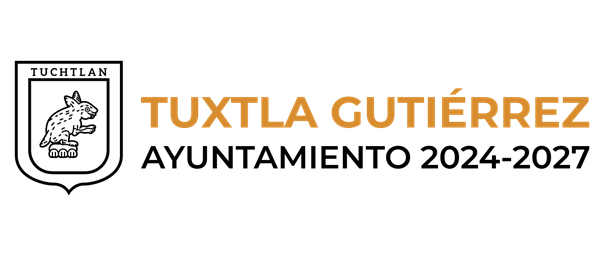 TUCHTLAN
TUXTLA GUTIÉRREZ
AYUNTAMIENTO 2024-2027